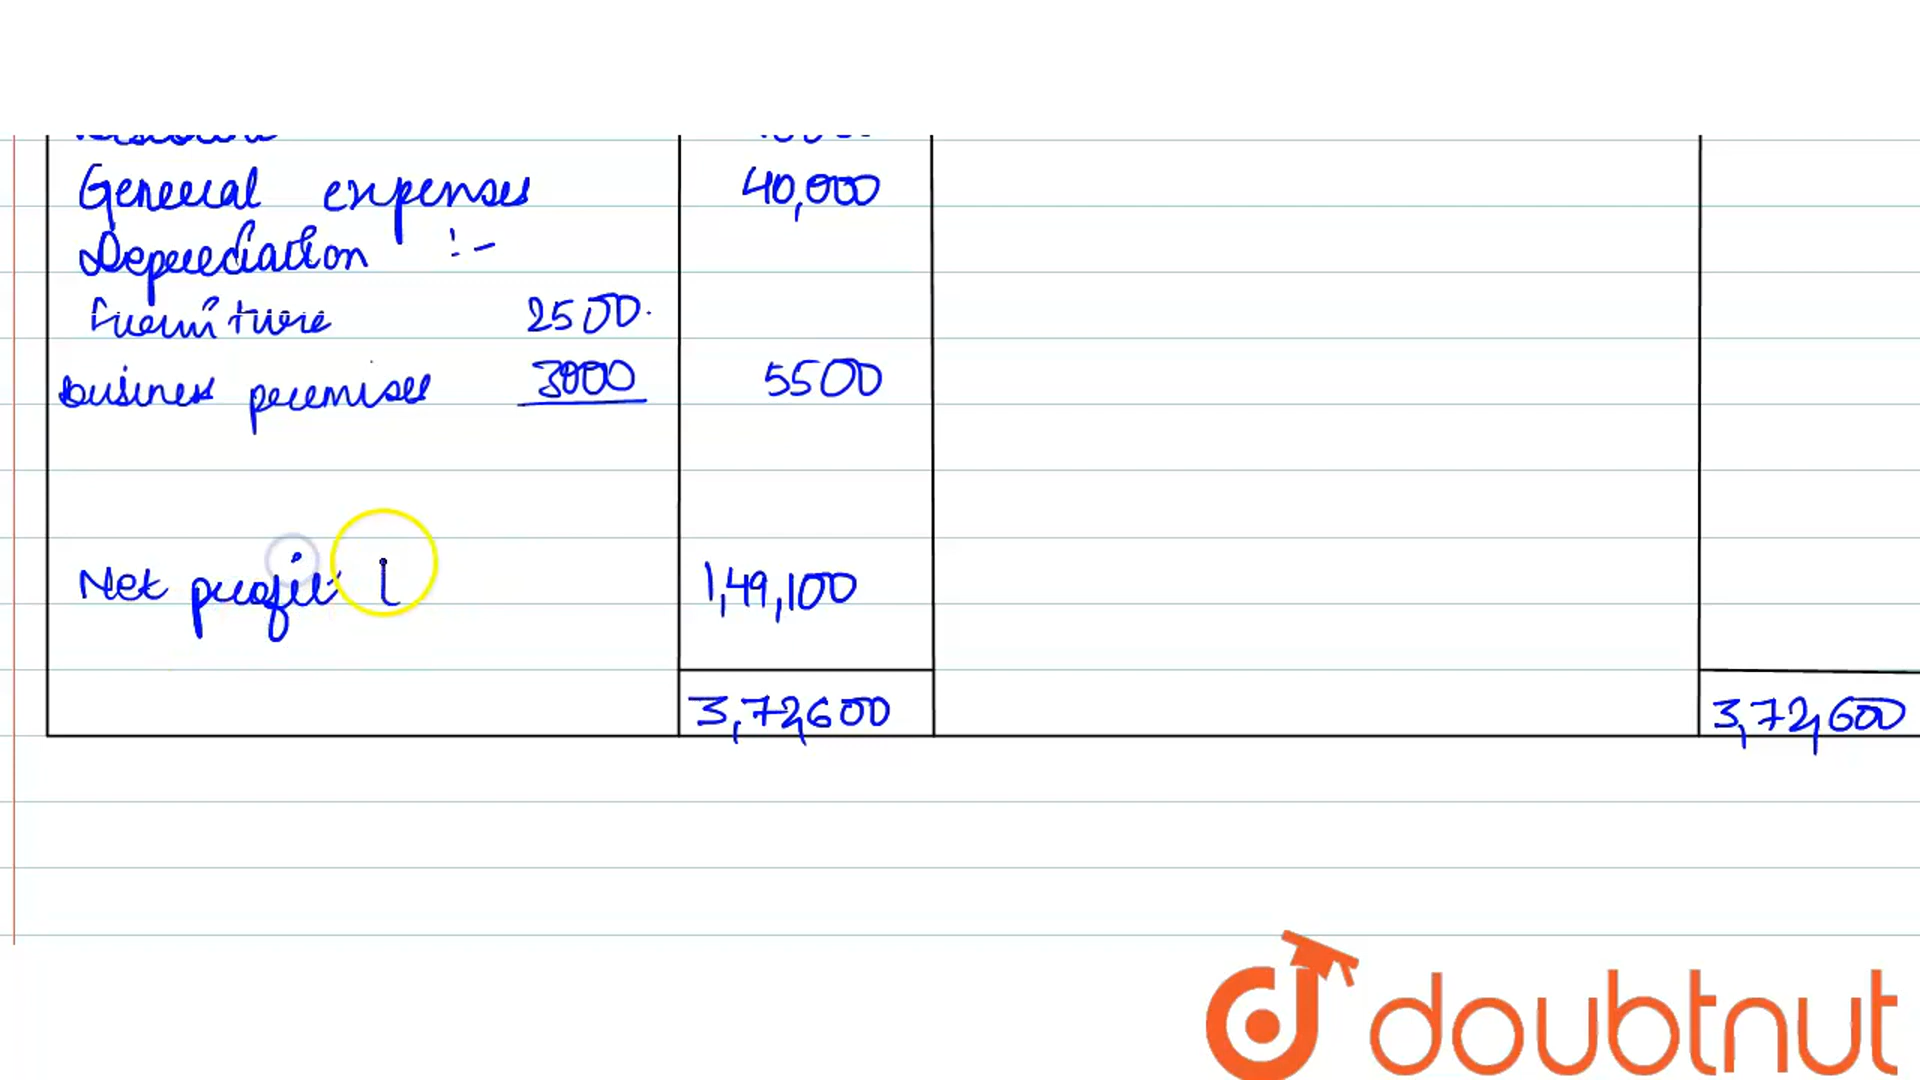 General expenses 40,000
Depreciation :-
Furniture 2500.
business premises 3000 5500
Net profit 1,49,100
3,72,600 3,72,600
doubtnut